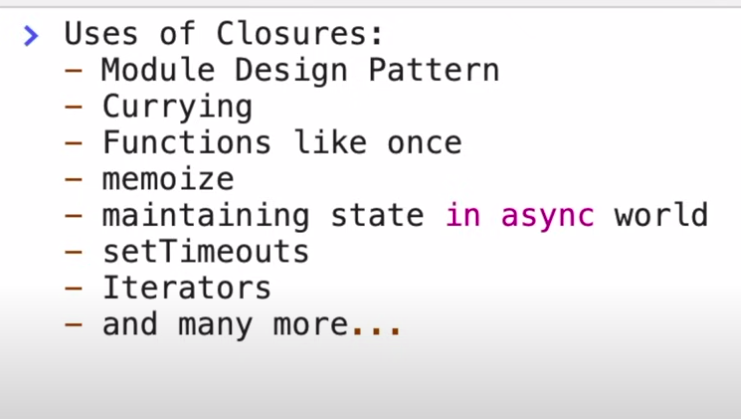 > Uses of Closures:
- Module Design Pattern
- Currying
- Functions like once
- memoize
- maintaining state in async world
- setTimeouts
- Iterators
- and many more...